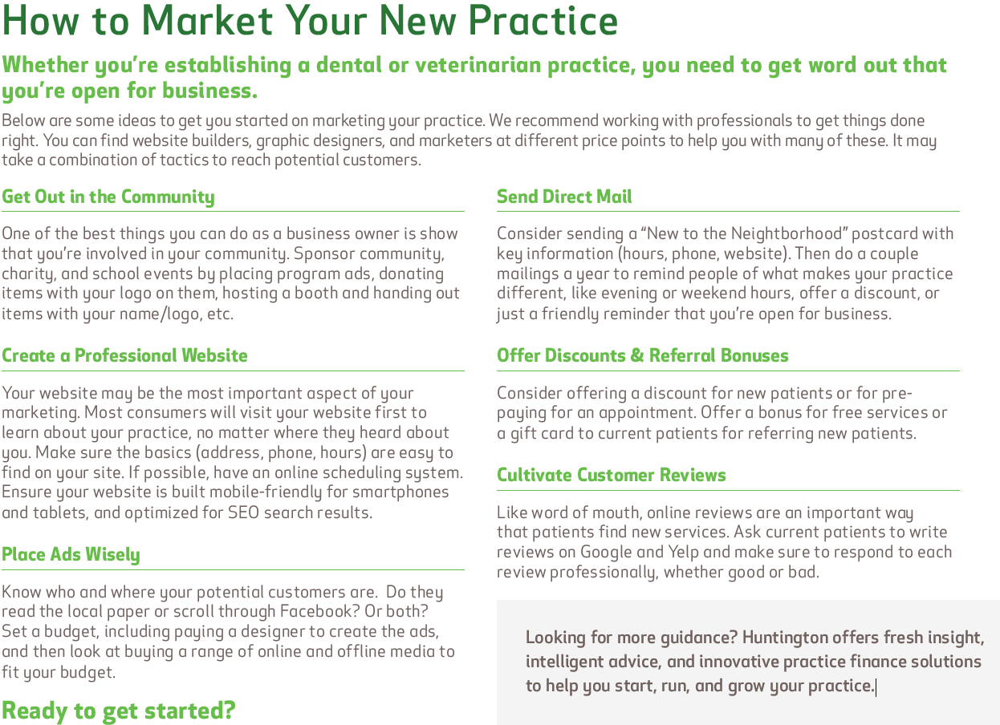 How to Market Your New Practice
Whether you’re establishing a dental or veterinarian practice, you need to get word out that
you’re open for business.
Below are some ideas to get you started on marketing your practice. We recommend working with professionals to get things done
right. You can find website builders, graphic designers, and marketers at different price points to help you with many of these. It may
take a combination of tactics to reach potential customers.
Get Out in the Community
One of the best things you can do as a business owner is show
that you’re involved in your community. Sponsor community,
charity, and school events by placing program ads, donating
items with your logo on them, hosting a booth and handing out
items with your name/logo, etc.
Create a Professional Website
Your website may be the most important aspect of your
marketing. Most consumers will visit your website first to
learn about your practice, no matter where they heard about
you. Make sure the basics (address, phone, hours) are easy to
find on your site. If possible, have an online scheduling system.
Ensure your website is built mobile-friendly for smartphones
and tablets, and optimized for SEO search results.
Place Ads Wisely
Know who and where your potential customers are.  Do they
read the local paper or scroll through Facebook? Or both?
Set a budget, including paying a designer to create the ads,
and then look at buying a range of online and offline media to
fit your budget.
Ready to get started?
Send Direct Mail
Consider sending a “New to the Neightborhood” postcard with
key information (hours, phone, website). Then do a couple
mailings a year to remind people of what makes your practice
different, like evening or weekend hours, offer a discount, or
just a friendly reminder that you’re open for business.
Offer Discounts & Referral Bonuses
Consider offering a discount for new patients or for pre-
paying for an appointment. Offer a bonus for free services or
a gift card to current patients for referring new patients.
Cultivate Customer Reviews
Like word of mouth, online reviews are an important way
that patients find new services. Ask current patients to write
reviews on Google and Yelp and make sure to respond to each
review professionally, whether good or bad.
Looking for more guidance? Huntington offers fresh insight,
intelligent advice, and innovative practice finance solutions
to help you start, run, and grow your practice.